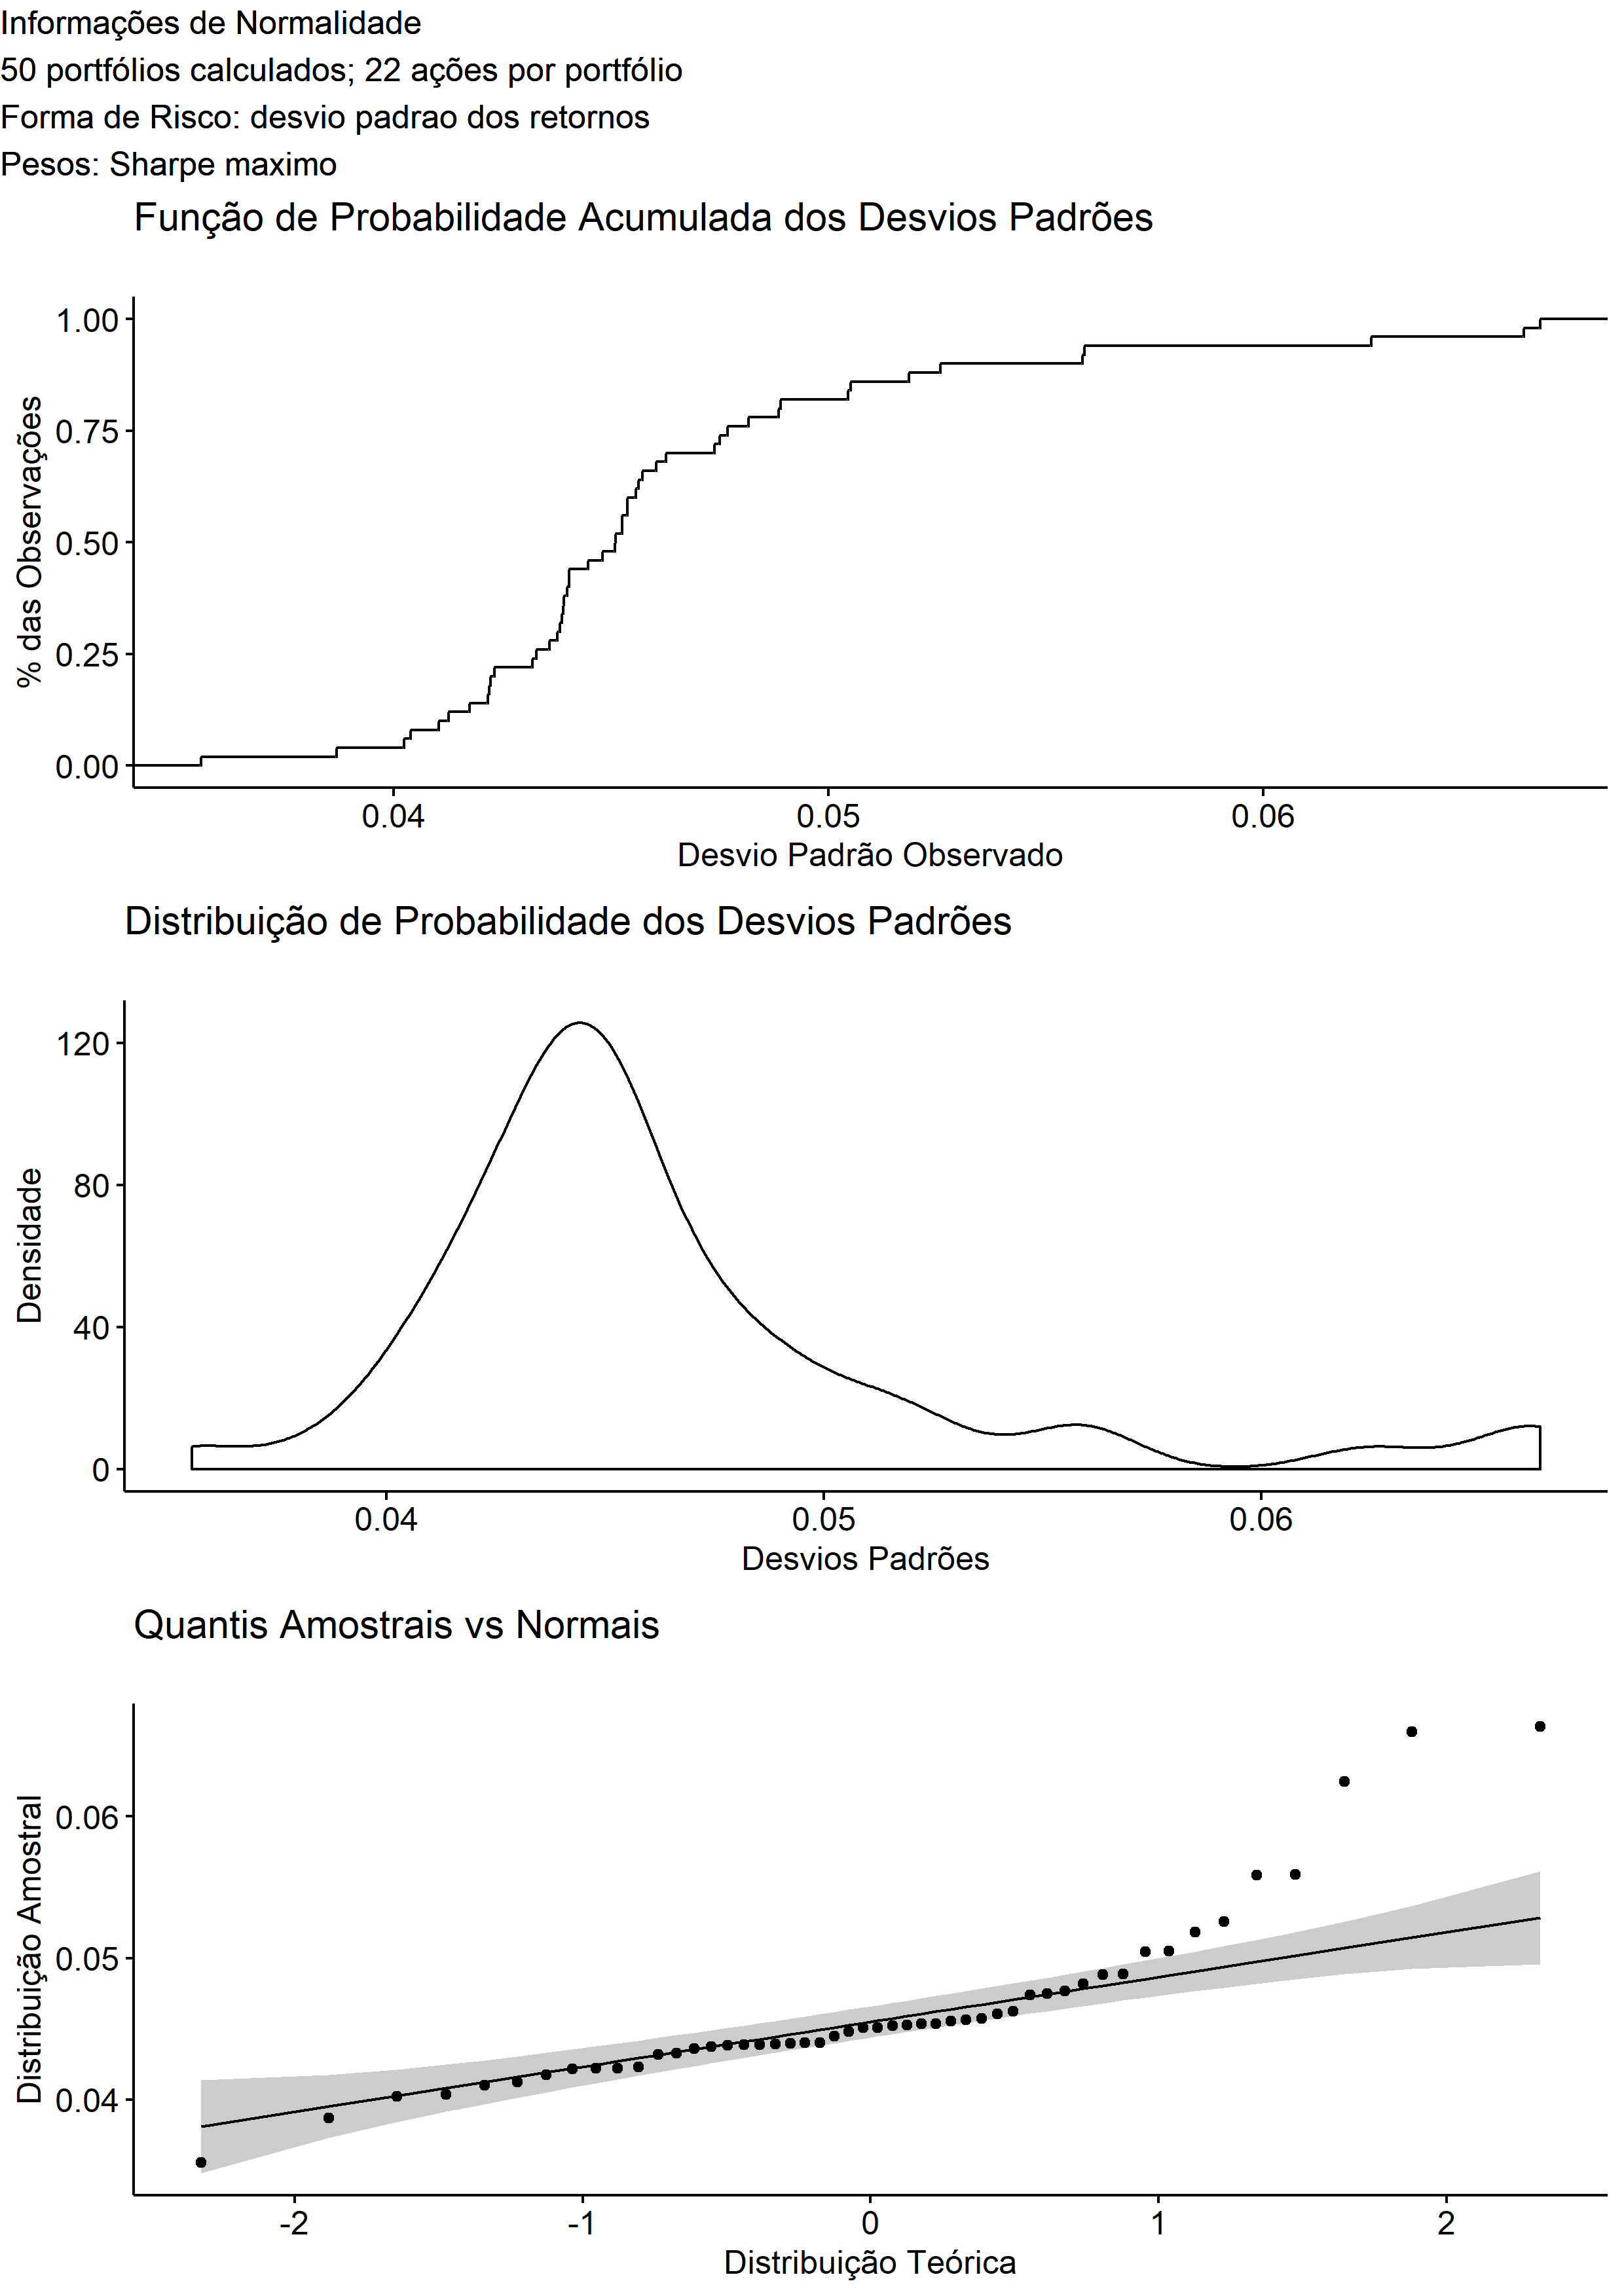 Informações de Normalidade
50 portfólios calculados; 22 ações por portfólio
Forma de Risco: desvio padrao dos retornos
Pesos: Sharpe maximo
Função de Probabilidade Acumulada dos Desvios Padrões
% das Observações
1.00
0.75
0.50
0.25
0.00
0.04 0.05 0.06
Desvio Padrão Observado
Distribuição de Probabilidade dos Desvios Padrões
Densidade
120
80
40
0
0.04 0.05 0.06
Desvios Padrões
Quantis Amostrais vs Normais
Distribuição Amostral
0.06
0.05
0.04
-2 -1 0 1 2
Distribuição Teórica